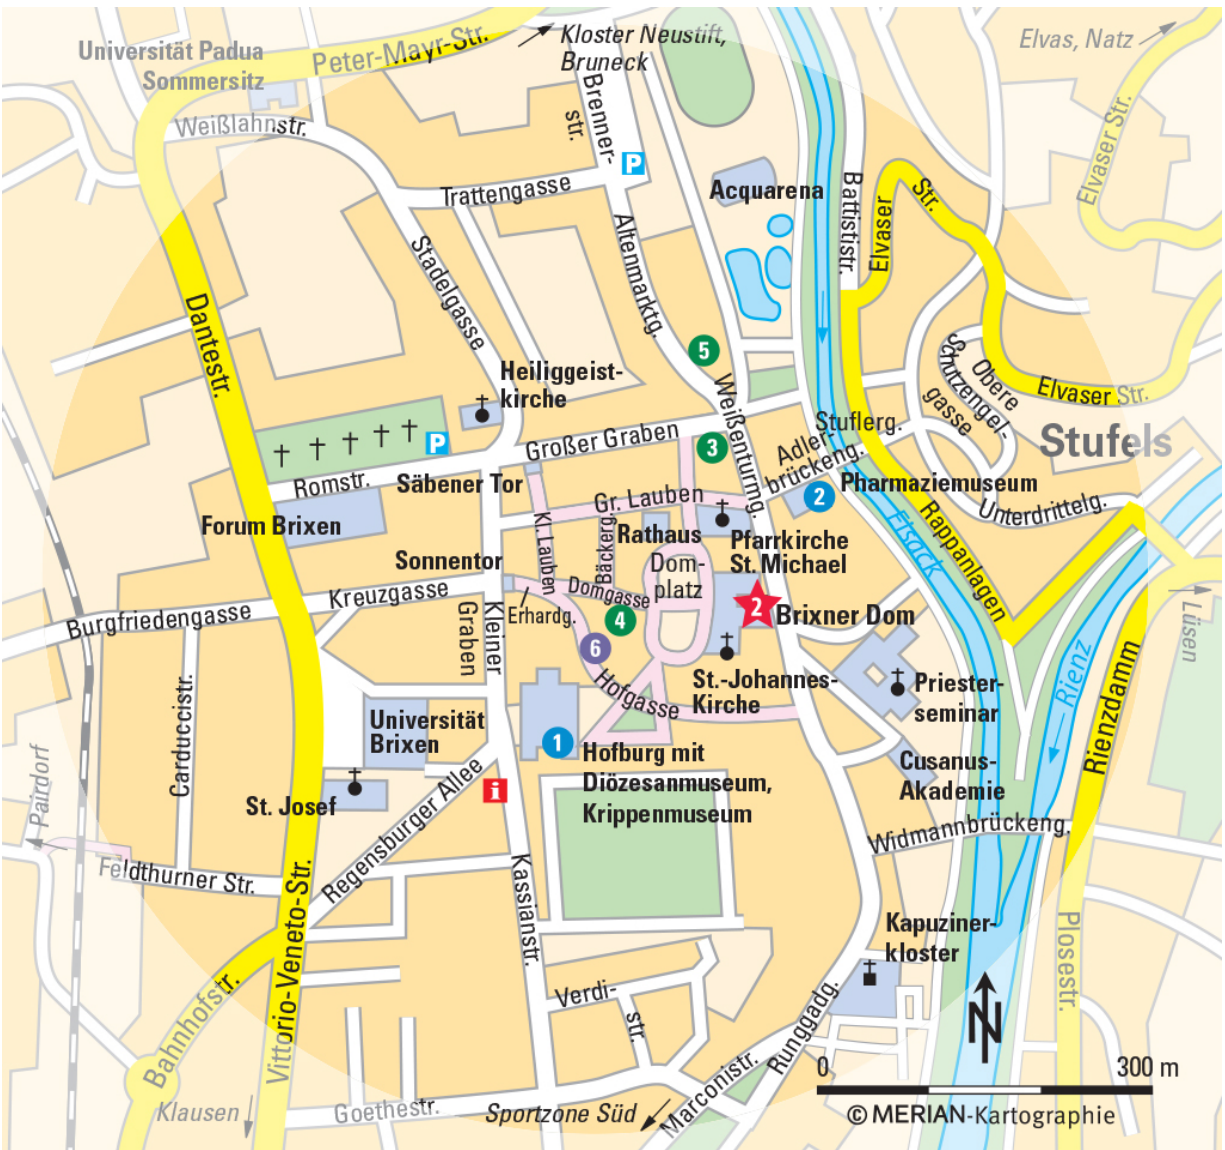 Universität Padua
Sommersitz
Peter-Mayr-Str.
Kloster Neustift,
Bruneck
Elvas, Natz
Weißlahnstr.
Brenner-
str.
P
Elvaser Str.
Trattengasse
Acquarena
Battististr.
Elvaser
Str.
Stadelgasse
Altenmarktg.
Dantestr.
5
Heiliggeist-
kirche
Weißenturmg.
Obere
Schutzengel-
gasse
Elvaser Str.
Stufels
P
Großer Graben
3
Stuflerg.
Adler-
brückeng.
Romstr.
Säbener Tor
Gr. Lauben
2
Pharmaziemuseum
Unterdrittelg.
Forum Brixen
Kl. Lauben
Bäckerg.
Rathaus
Pfarrkirche
St. Michael
Eisack
Rappanlagen
Sonnentor
Dom-
platz
Domgasse
Erhardg.
Kreuzgasse
Burgfriedengasse
Kleiner
Graben
4
2
Brixner Dom
Lüsen
6
Hofgasse
St.-Johannes-
Kirche
Priester-
seminar
Rienz
Rienzdamm
Carduccistr.
Universität
Brixen
1
Hofburg mit
Diözesanmuseum,
Krippenmuseum
Cusanus-
Akademie
Pairdorf
St. Josef
i
Regensburger Allee
Widmannbrückeng.
Feldthurner Str.
Kassianstr.
Vittorio-Veneto-Str.
Kapuziner-
kloster
Plosestr.
Bahnhofstr.
Verdi-
str.
Runggadg.
N
0
300 m
Klausen
Goethestr.
Sportzone Süd
Marconistr.
© MERIAN-Kartographie